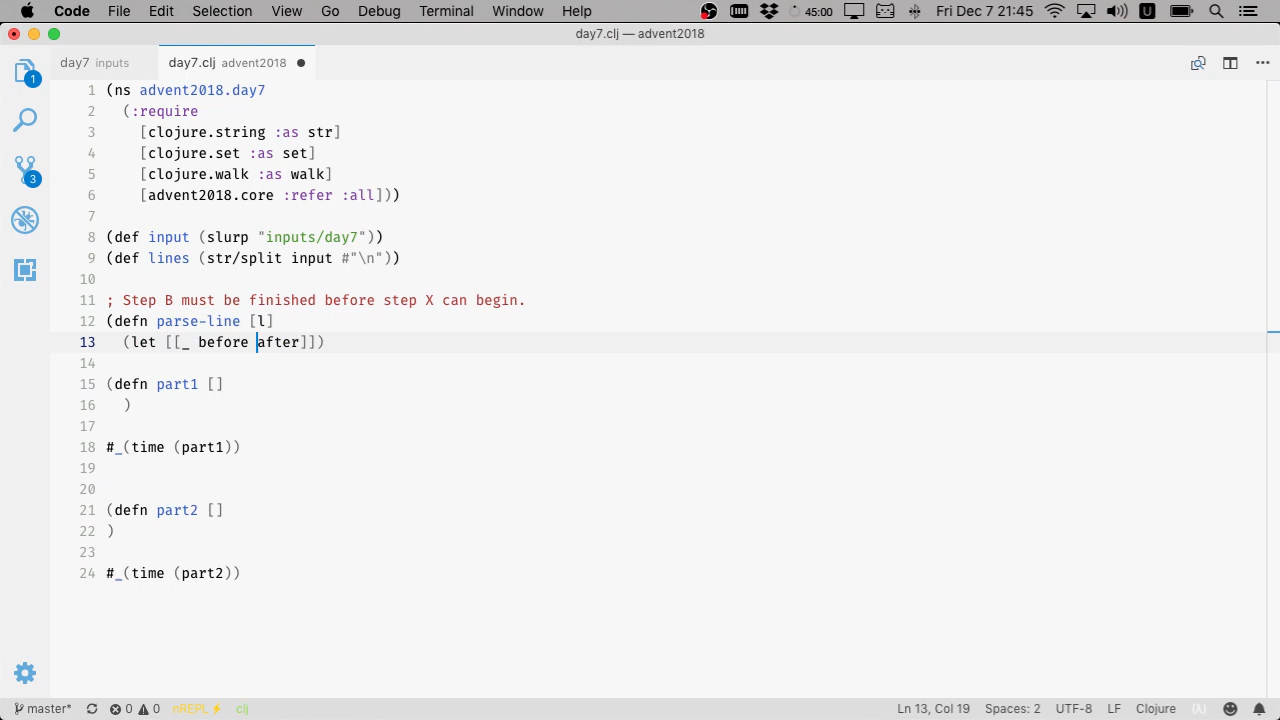 Code File Edit Selection View Go Debug Terminal Window Help 45:00 Fri Dec 7 21:45
day7.clj — advent2018
day7 inputs day7.clj advent2018
1 (ns advent2018.day7
2 (:require
3 [clojure.string :as str]
4 [clojure.set :as set]
5 [clojure.walk :as walk]
6 [advent2018.core :refer :all]))
7
8 (def input (slurp "inputs/day7"))
9 (def lines (str/split input #"\n"))
10
11 ; Step B must be finished before step X can begin.
12 (defn parse-line [l]
13 (let [[_ before after]])
14
15 (defn part1 []
16 )
17
18 #_(time (part1))
19
20
21 (defn part2 []
22 )
23
24 #_(time (part2))
1
3
master* 0 0 nREPL⚡ clj Ln 13, Col 19 Spaces: 2 UTF-8 LF Clojure (λ)